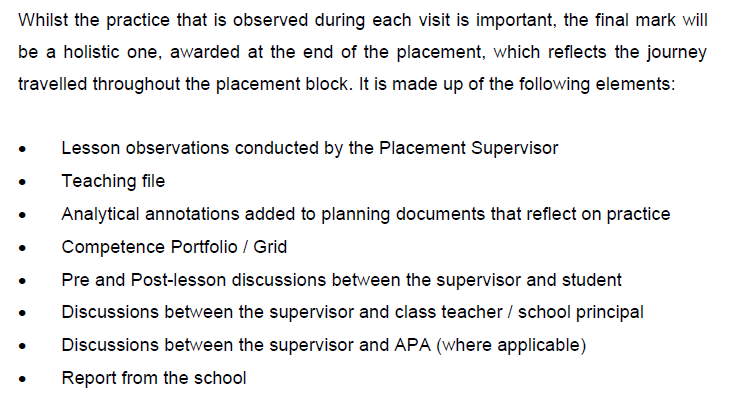 Whilst the practice that is observed during each visit is important, the final mark will
be a holistic one, awarded at the end of the placement, which reflects the journey
travelled throughout the placement block. It is made up of the following elements:
• Lesson observations conducted by the Placement Supervisor
• Teaching file
• Analytical annotations added to planning documents that reflect on practice
• Competence Portfolio / Grid
• Pre and Post-lesson discussions between the supervisor and student
• Discussions between the supervisor and class teacher / school principal
• Discussions between the supervisor and APA (where applicable)
• Report from the school